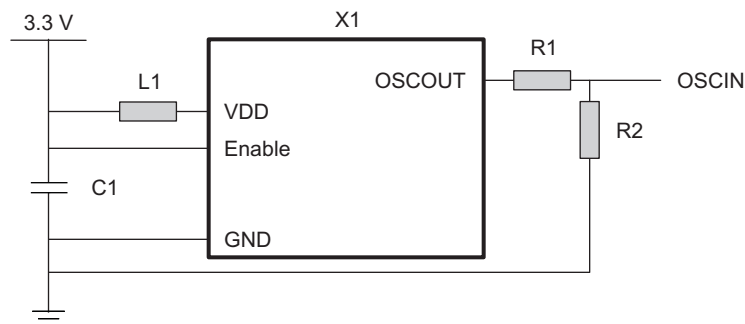 3.3 V
X1
R1
L1
OSCOUT
OSCIN
VDD
R2
Enable
C1
GND